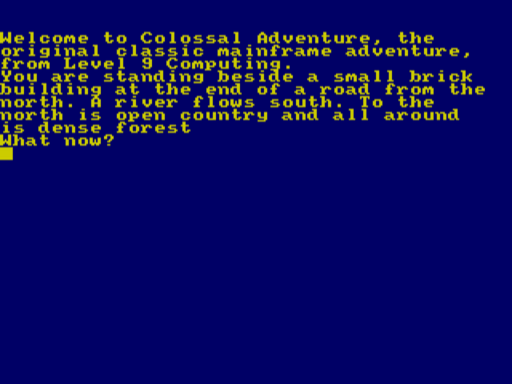 Welcome to Colossal Adventure, the
original classic mainframe adventure,
from Level 9 Computing.
You are standing beside a small brick
building at the end of a road from the
north. A river flows south. To the
north is open country and all around
is dense forest
What now?